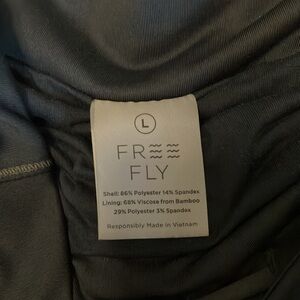 L
FREE
FLY
Shell: 86% Polyester 14% Spandex
Lining: 68% Viscose from Bamboo
29% Polyester 3% Spandex
Responsibly Made in Vietnam